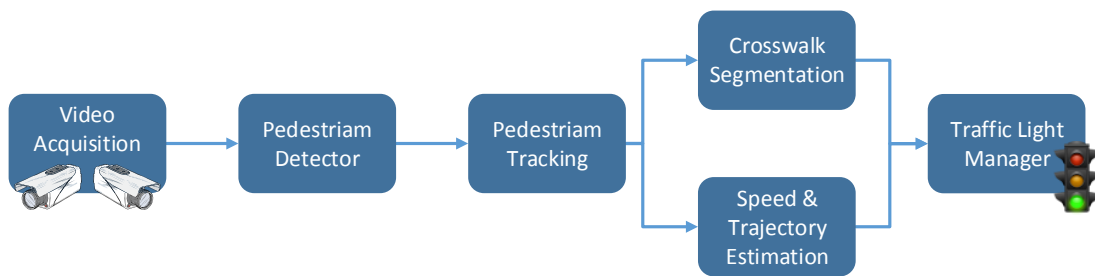 Video
Acquisition
Pedestriam
Detector
Pedestriam
Tracking
Crosswalk
Segmentation
Speed &
Trajectory
Estimation
Traffic Light
Manager